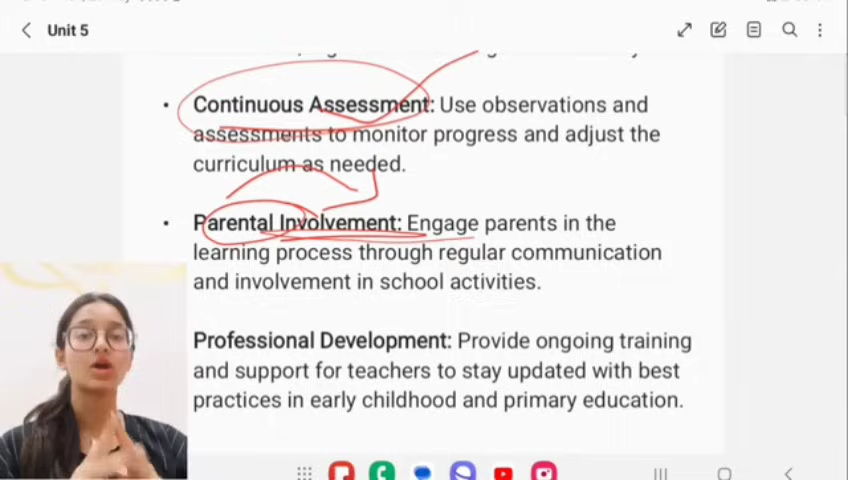 Unit 5
Continuous Assessment: Use observations and
assessments to monitor progress and adjust the
curriculum as needed.
Parental Involvement: Engage parents in the
learning process through regular communication
and involvement in school activities.
Professional Development: Provide ongoing training
and support for teachers to stay updated with best
practices in early childhood and primary education.